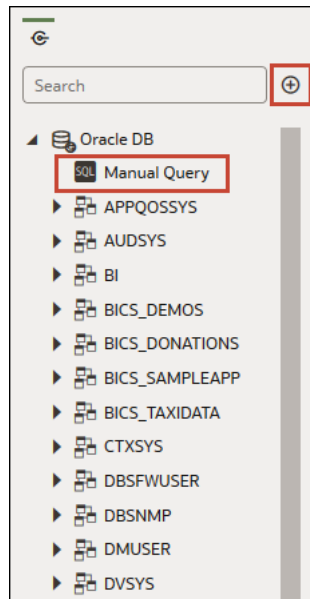 Search
Oracle DB
SQL Manual Query
APPQOSSYS
AUDSYS
BI
BICS_DEMOS
BICS_DONATIONS
BICS_SAMPLEAPP
BICS_TAXIDATA
CTXSYS
DBSFWUSER
DBSNMP
DMUSER
DVSYS